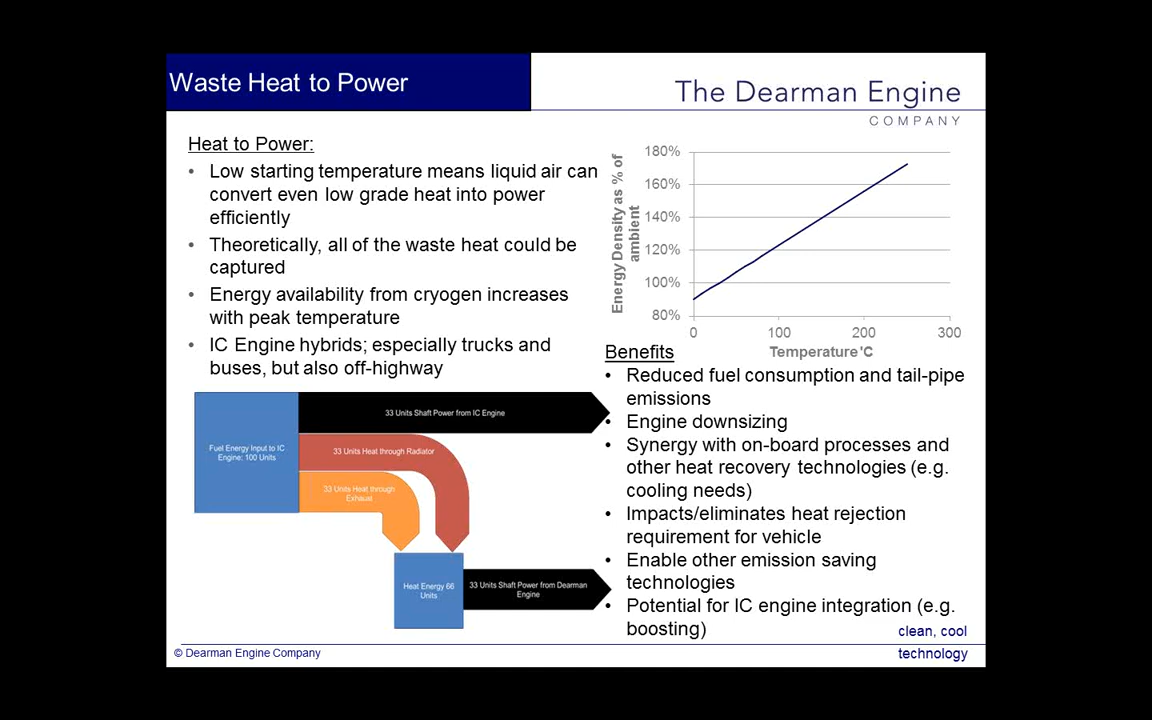 Waste Heat to Power
The Dearman Engine
COMPANY
Heat to Power:
• Low starting temperature means liquid air can
convert even low grade heat into power
efficiently
• Theoretically, all of the waste heat could be
captured
• Energy availability from cryogen increases
with peak temperature
• IC Engine hybrids; especially trucks and
buses, but also off-highway
Energy Density as % of
ambient
180%
160%
140%
120%
100%
80%
0 100 200 300
Temperature 'C
Fuel Energy Input to IC
Engine: 100 Units
33 Units Shaft Power from IC Engine
33 Units Heat through Radiator
33 Units Heat through
Exhaust
Heat Energy 66
Units
33 Units Shaft Power from Dearman
Engine
Benefits
• Reduced fuel consumption and tail-pipe
emissions
• Engine downsizing
• Synergy with on-board processes and
other heat recovery technologies (e.g.
cooling needs)
• Impacts/eliminates heat rejection
requirement for vehicle
• Enable other emission saving
technologies
• Potential for IC engine integration (e.g.
boosting)
clean, cool
technology
© Dearman Engine Company